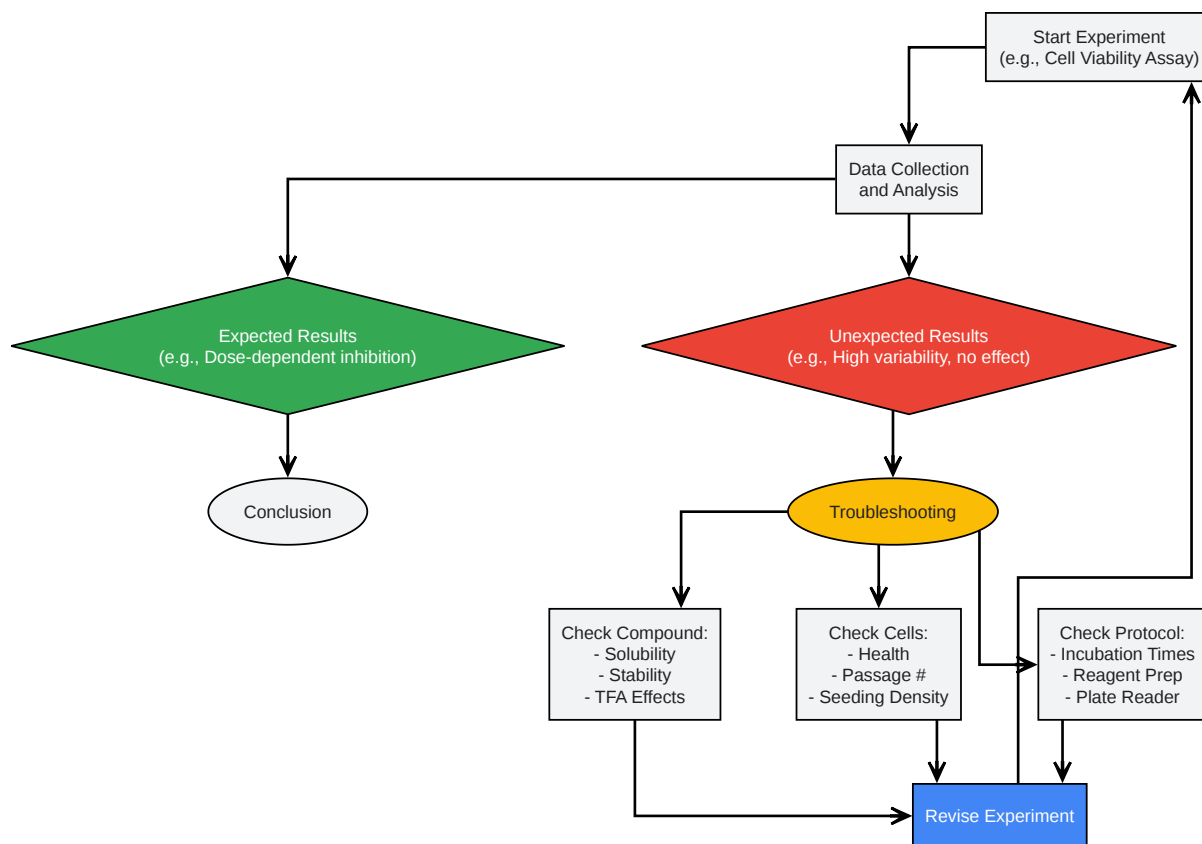 Start Experiment
(e.g., Cell Viability Assay)
Data Collection
and Analysis
Expected Results
(e.g., Dose-dependent inhibition)
Unexpected Results
(e.g., High variability, no effect)
Conclusion
Troubleshooting
Check Compound:
- Solubility
- Stability
- TFA Effects
Check Cells:
- Health
- Passage #
- Seeding Density
Check Protocol:
- Incubation Times
- Reagent Prep
- Plate Reader
Revise Experiment